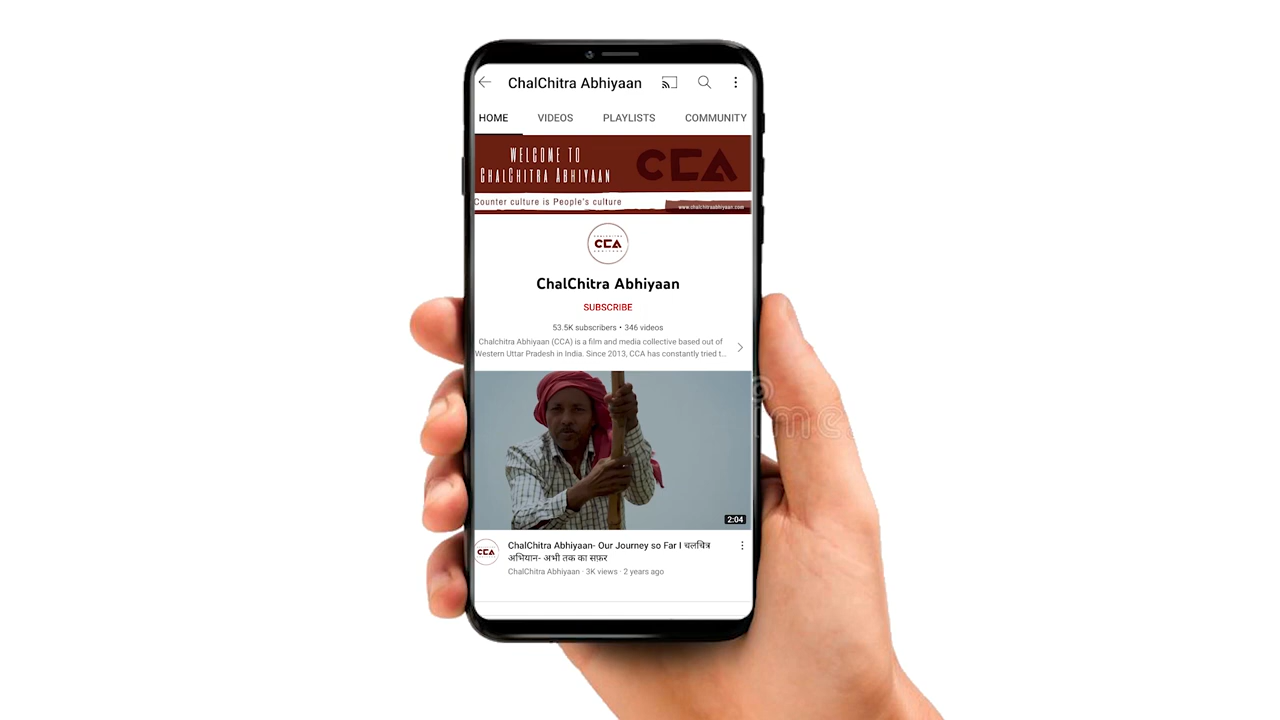 ChalChitra Abhiyaan
HOME VIDEOS PLAYLISTS COMMUNITY
WELCOME TO
CHALCHITRA ABHIYAAN
CCA
Counter culture is People's culture
www.chalchitraabhiyaan.com
CHALCHITRA
CCA
ABHIYAAN
ChalChitra Abhiyaan
SUBSCRIBE
53.5K subscribers • 346 videos
Chalchitra Abhiyaan (CCA) is a film and media collective based out of
Western Uttar Pradesh in India. Since 2013, CCA has constantly tried t...
2:04
CCA
ChalChitra Abhiyaan- Our Journey so Far I चलचित्र
अभियान- अभी तक का सफ़र
ChalChitra Abhiyaan · 3K views · 2 years ago